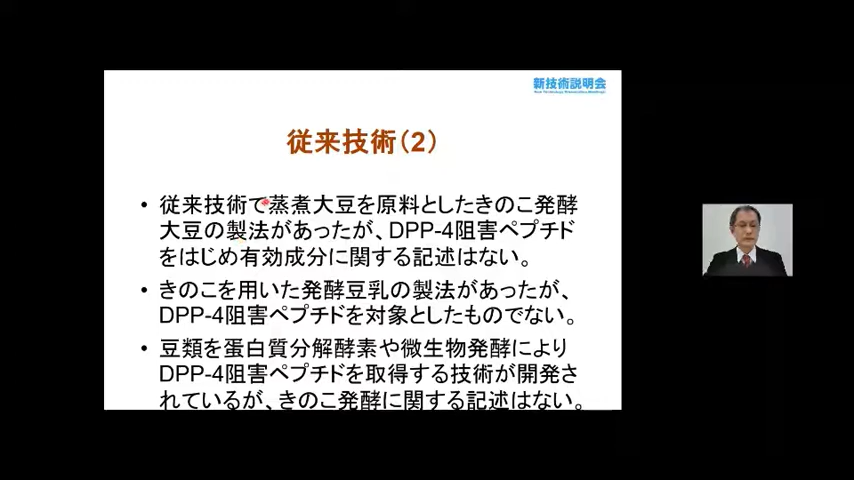 新技術説明会
従来技術(2)
• 従来技術で蒸煮大豆を原料としたきのこ発酵
大豆の製法があったが、DPP-4阻害ペプチド
をはじめ有効成分に関する記述はない。
• きのこを用いた発酵豆乳の製法があったが、
DPP-4阻害ペプチドを対象としたものでない。
• 豆類を蛋白質分解酵素や微生物発酵により
DPP-4阻害ペプチドを取得する技術が開発さ
れているが、きのこ発酵に関する記述はない。